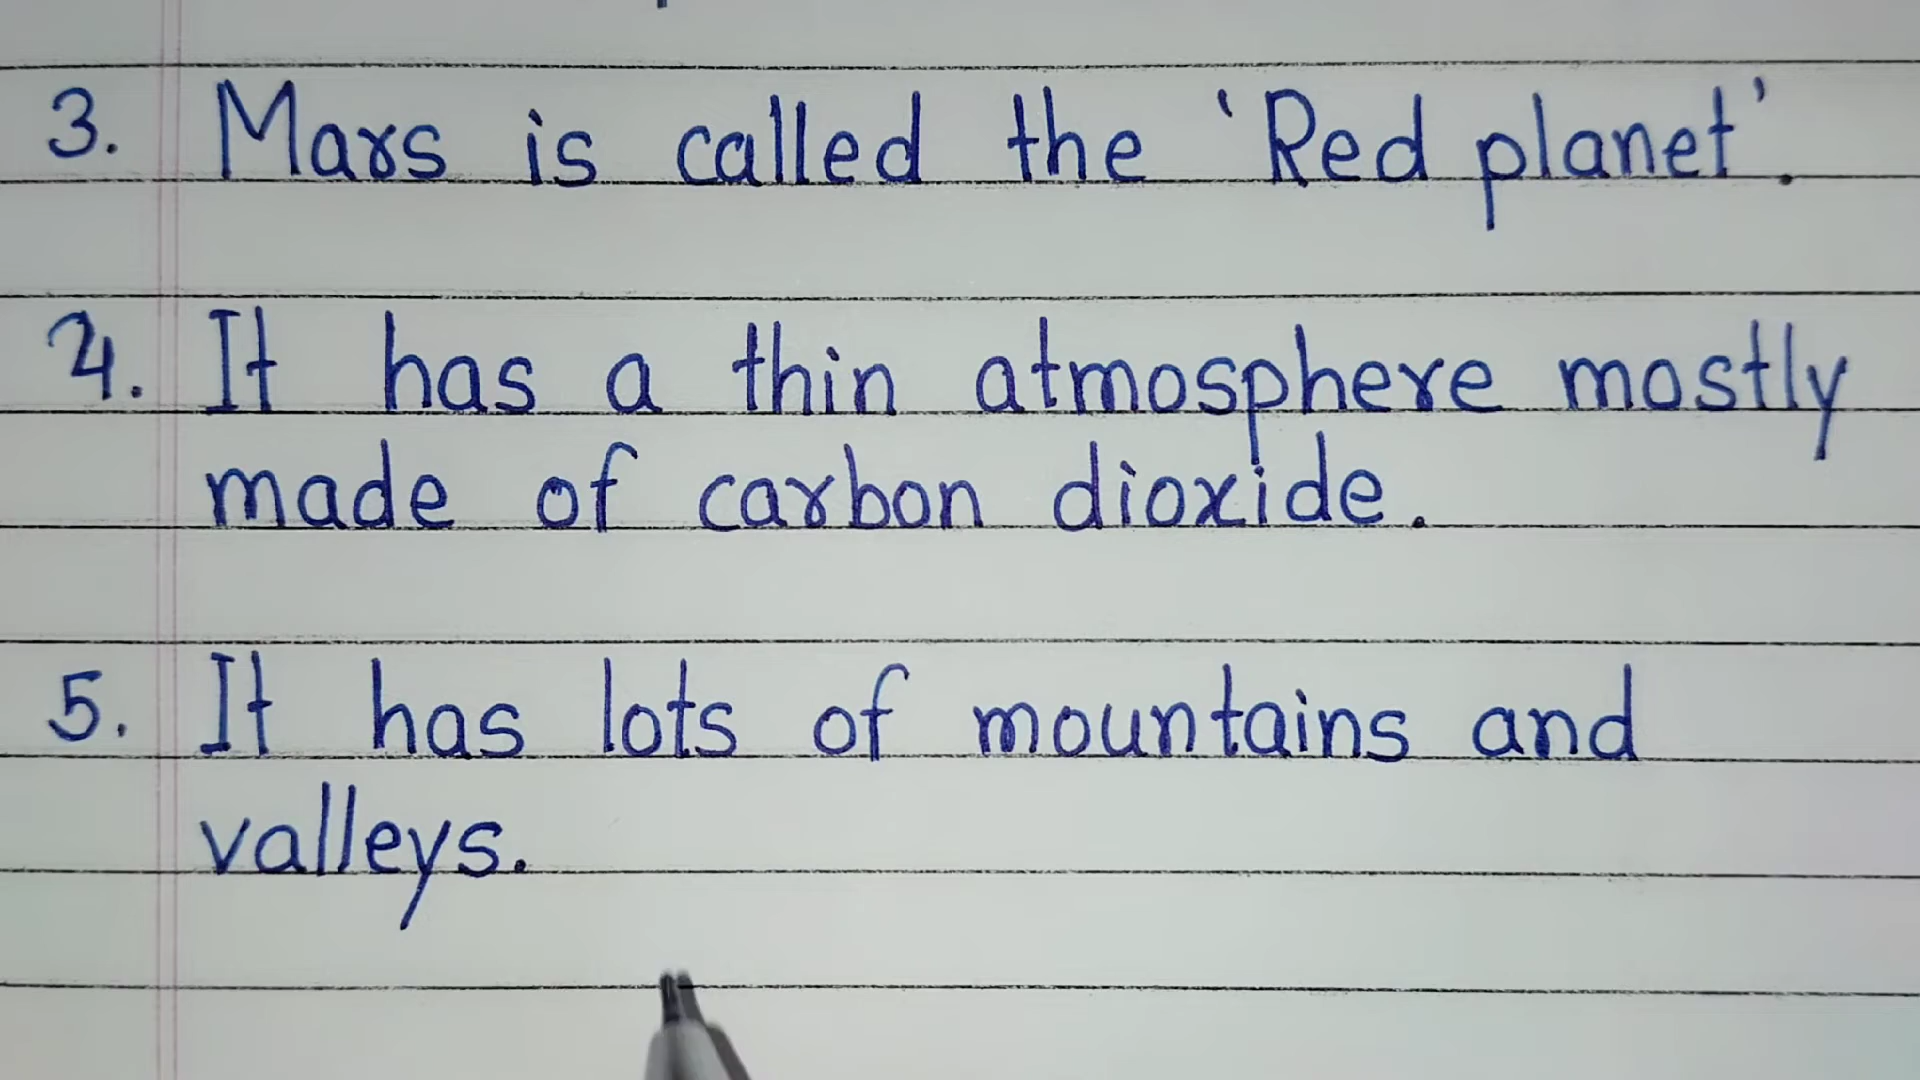 3. Mars is called the 'Red planet'.
4. It has a thin atmosphere mostly
made of carbon dioxide.
5. It has lots of mountains and
valleys.